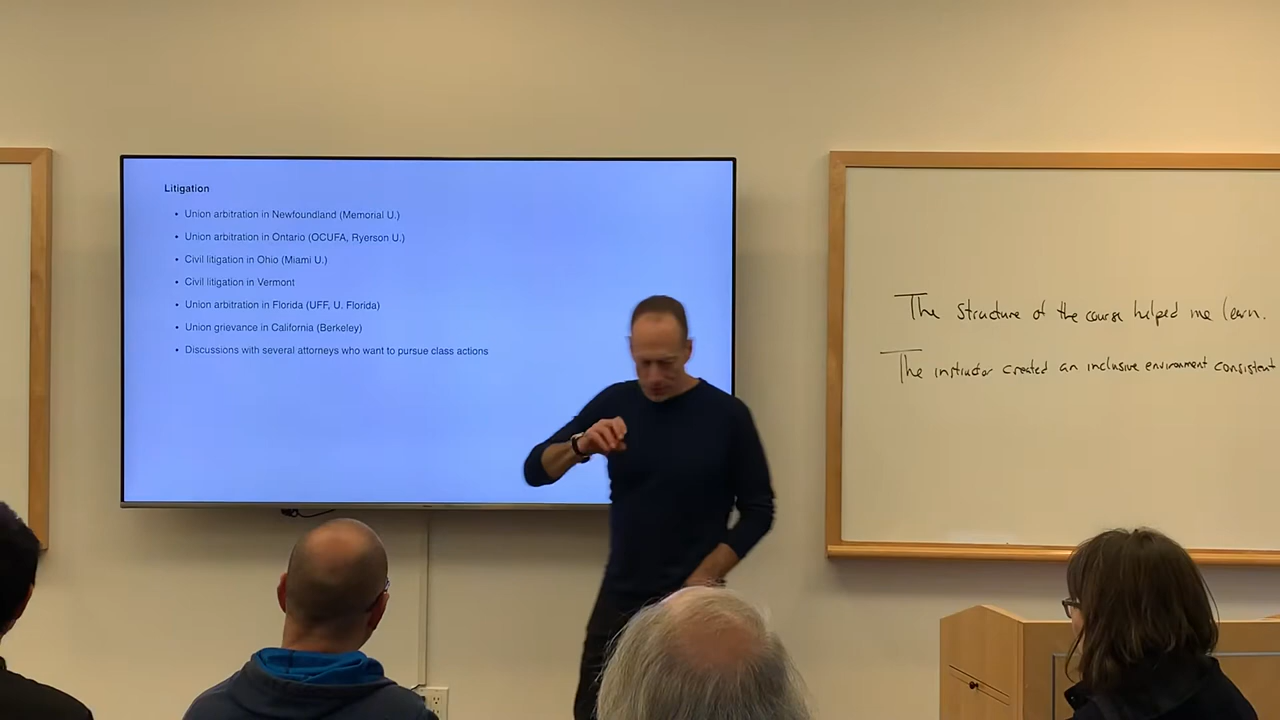 Litigation
• Union arbitration in Newfoundland (Memorial U.)
• Union arbitration in Ontario (OCUFA, Ryerson U.)
• Civil litigation in Ohio (Miami U.)
• Civil litigation in Vermont
• Union arbitration in Florida (UFF, U. Florida)
• Union grievance in California (Berkeley)
• Discussions with several attorneys who want to pursue class actions
The structure of the course helped me learn.
The instructor created an inclusive environment consistent